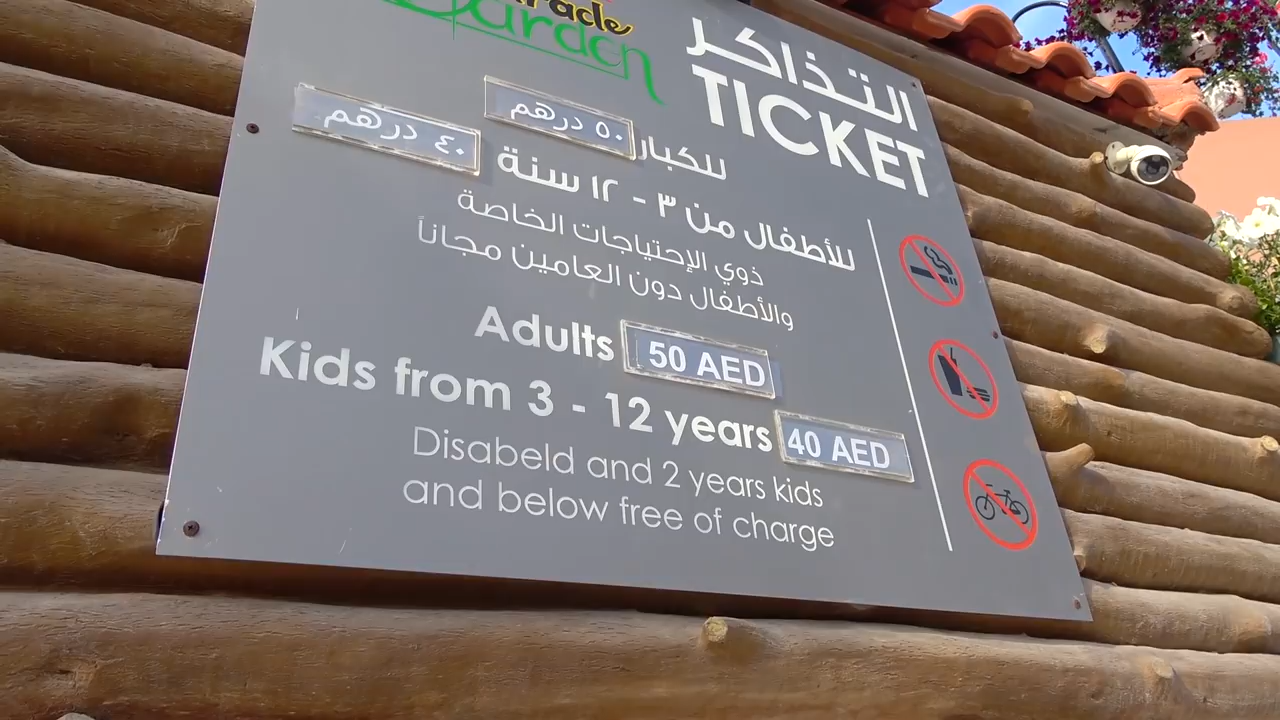 Garden
التذاكر
TICKET
للكبار ٥٠ درهم
للأطفال من ٣ - ١٢ سنة ٤٠ درهم
ذوي الإحتياجات الخاصة
والأطفال دون العامين مجاناً
Adults 50 AED
Kids from 3 - 12 years 40 AED
Disabeld and 2 years kids
and below free of charge